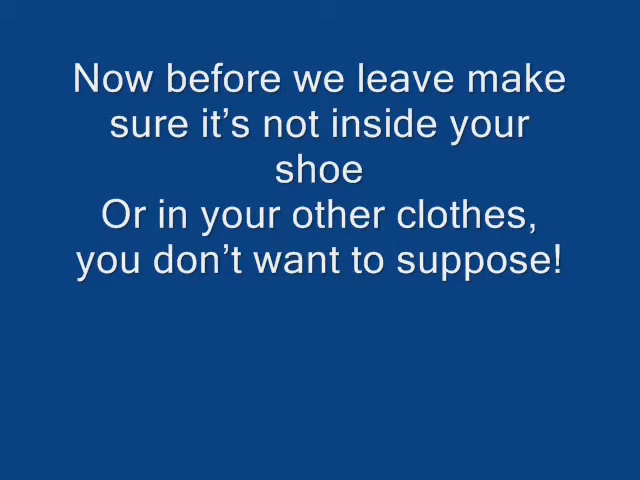 Now before we leave make
sure it’s not inside your
shoe
Or in your other clothes,
you don’t want to suppose!